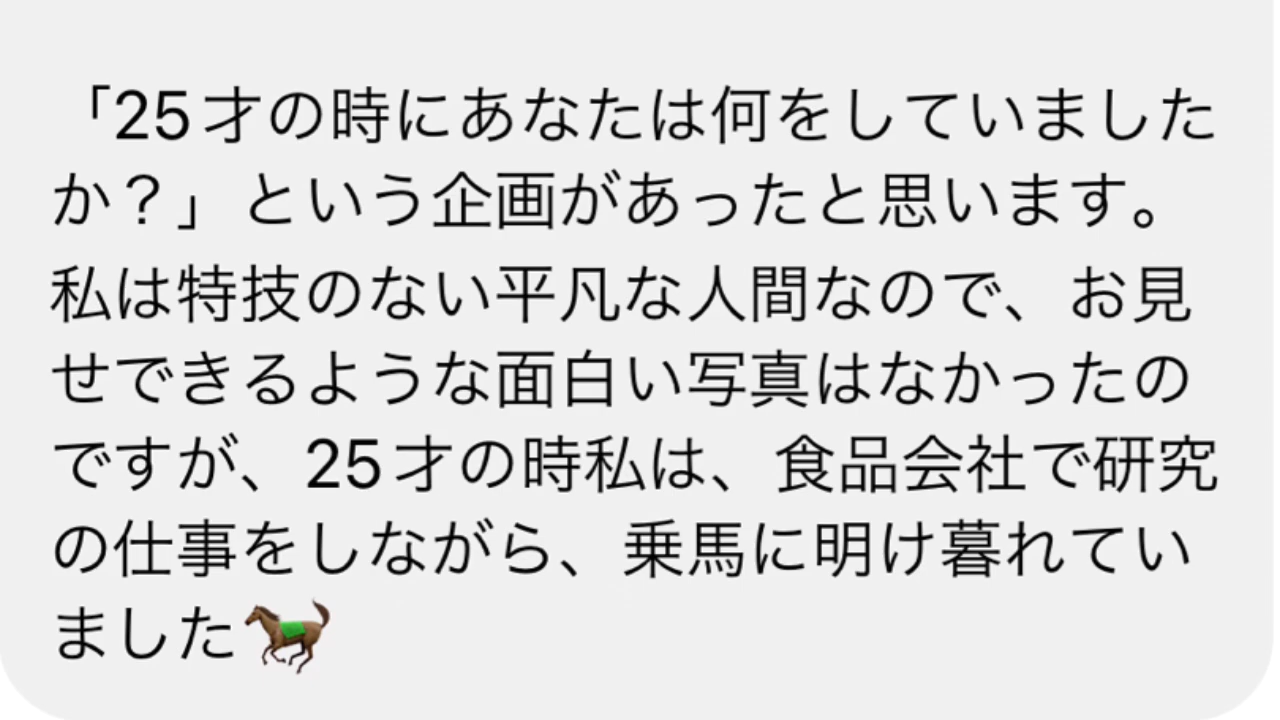 「25才の時にあなたは何をしていました
か？」という企画があったと思います。
私は特技のない平凡な人間なので、お見
せできるような面白い写真はなかったの
ですが、25才の時私は、食品会社で研究
の仕事をしながら、乗馬に明け暮れてい
ました🐎